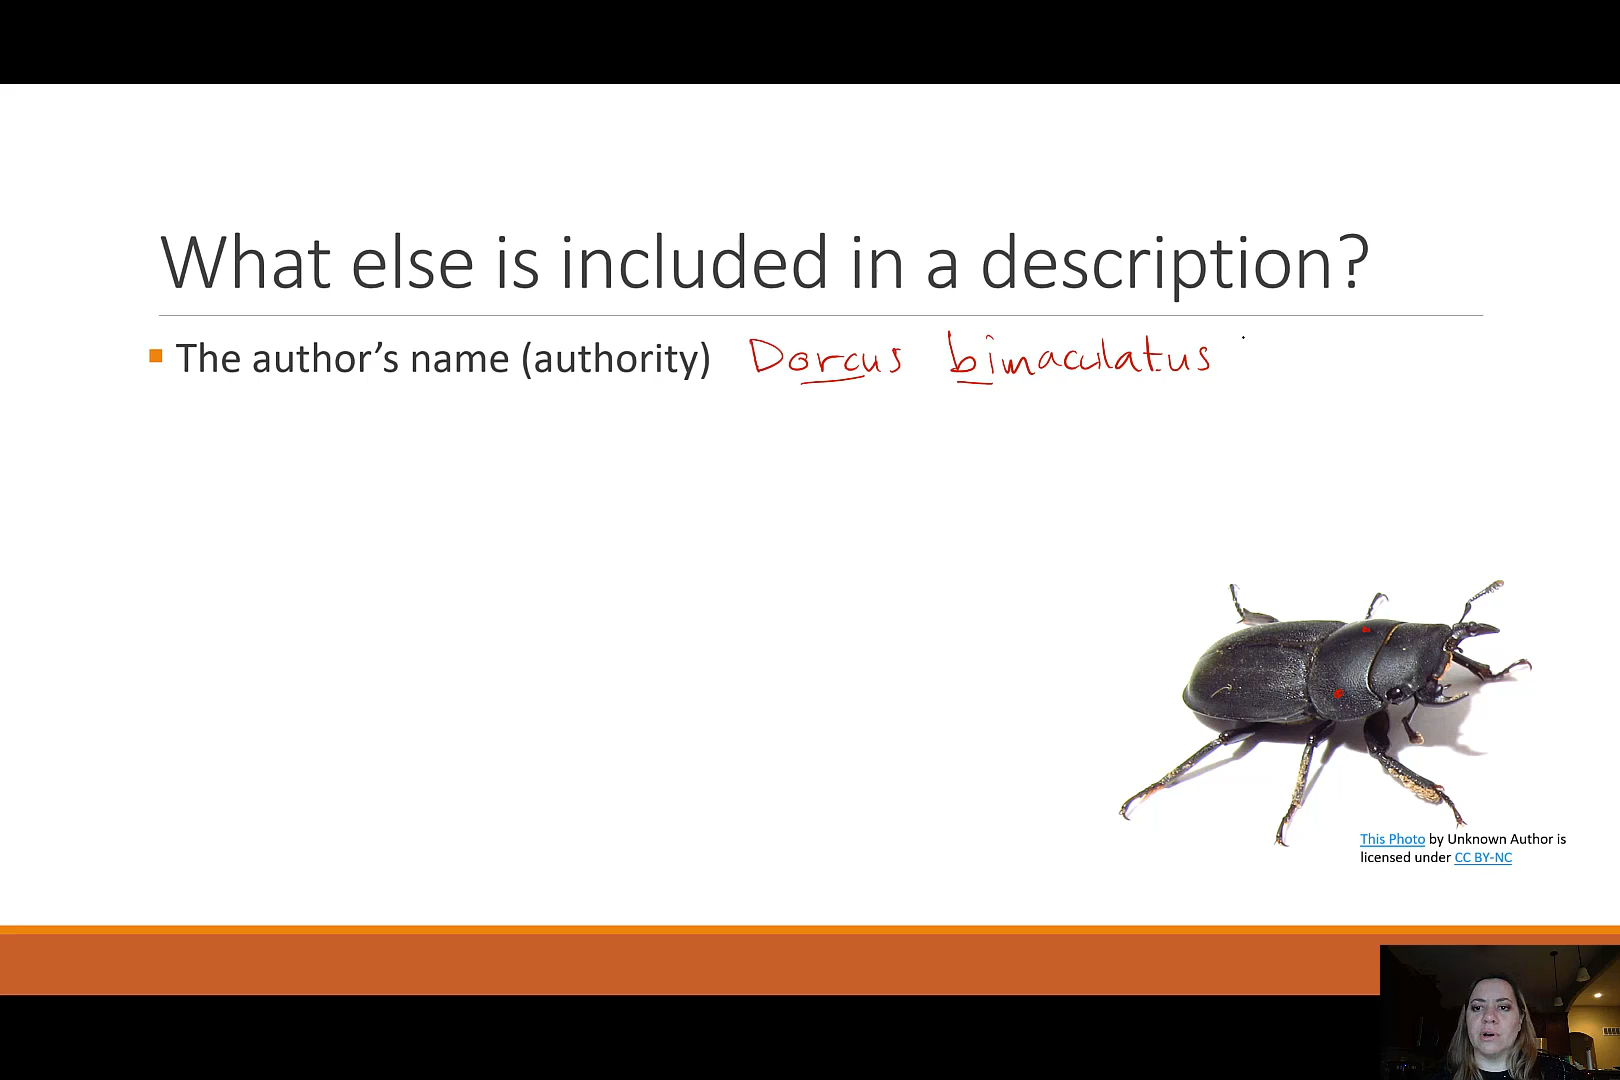 What else is included in a description?
The author’s name (authority) Dorcus bimaculatus
This Photo by Unknown Author is
licensed under CC BY-NC